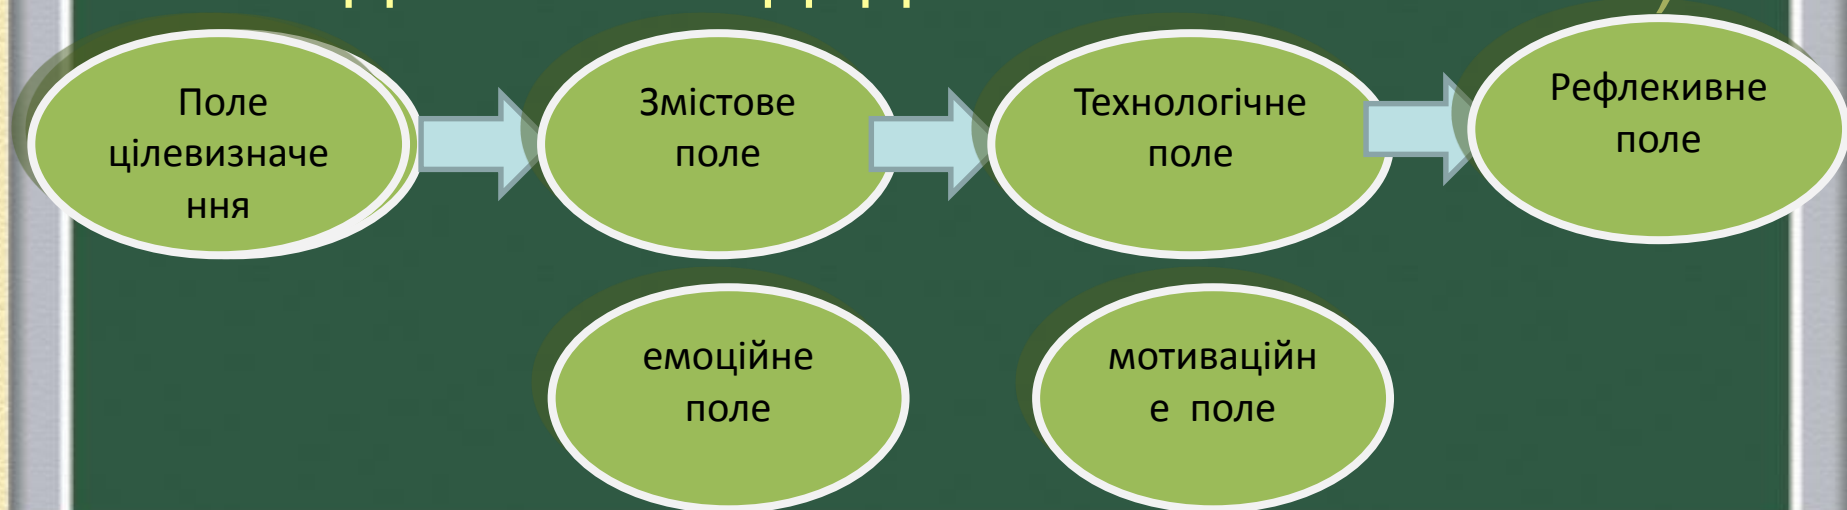 Поле
цілевизначе
ння
Змістове
поле
Технологічне
поле
Рефлекивне
поле
емоційне
поле
мотиваційн
е поле